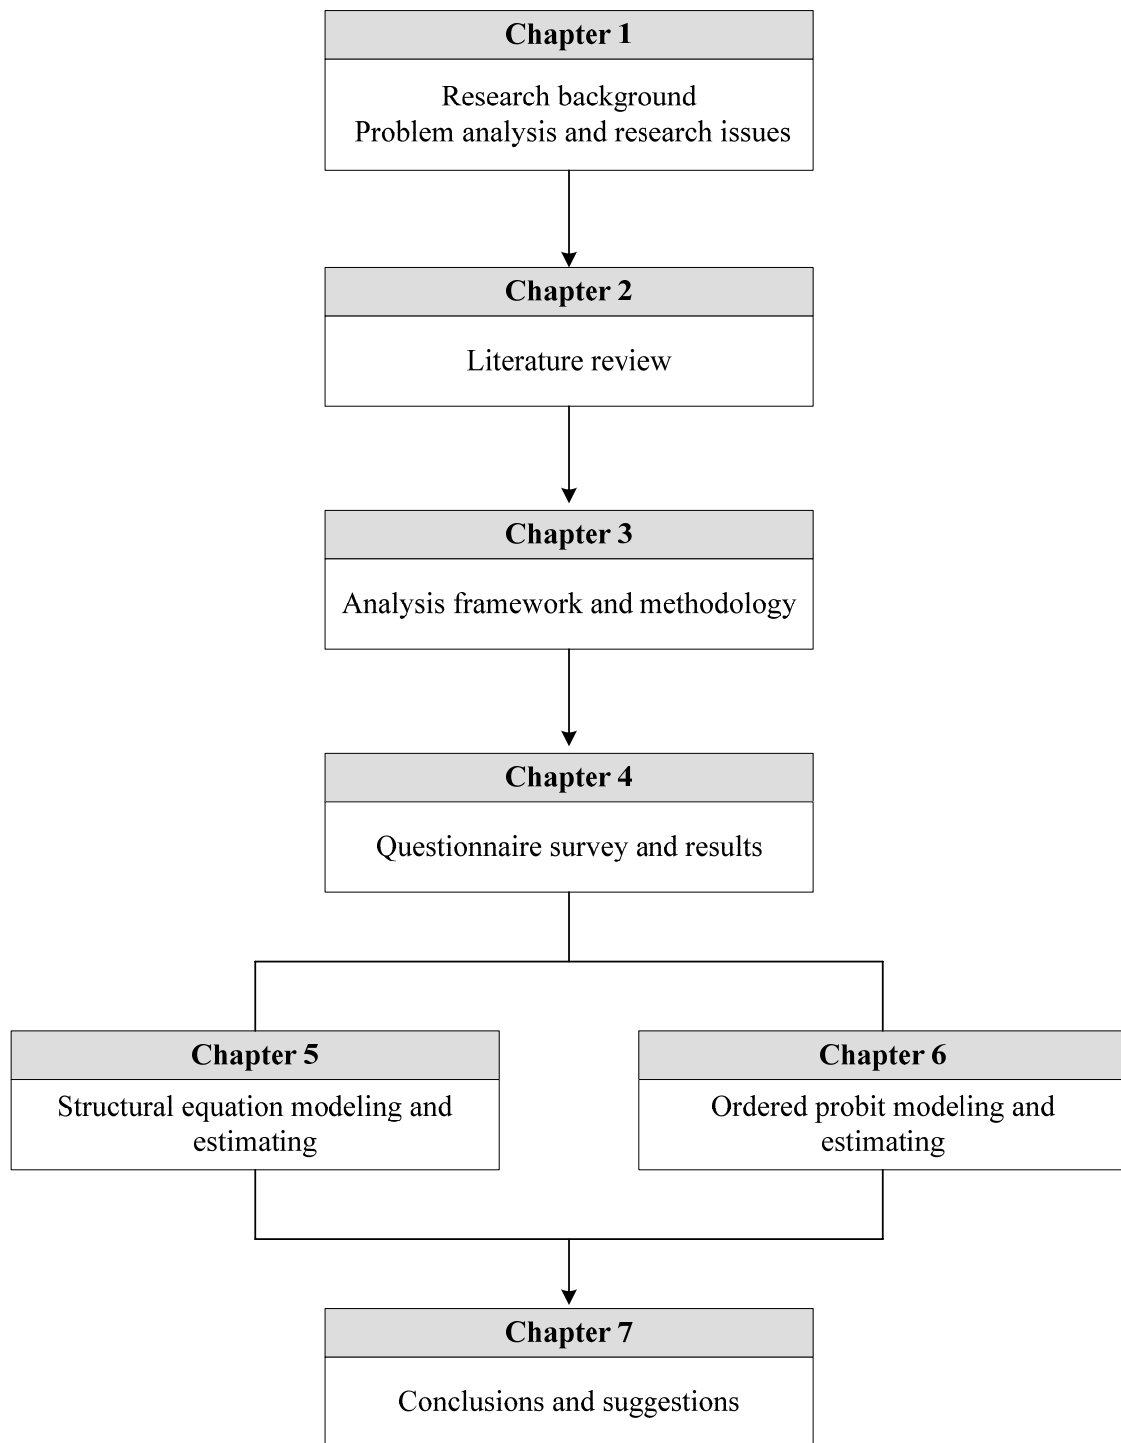 Chapter 1
Research background
Problem analysis and research issues
Chapter 2
Literature review
Chapter 3
Analysis framework and methodology
Chapter 4
Questionnaire survey and results
Chapter 5
Structural equation modeling and
estimating
Chapter 6
Ordered probit modeling and
estimating
Chapter 7
Conclusions and suggestions